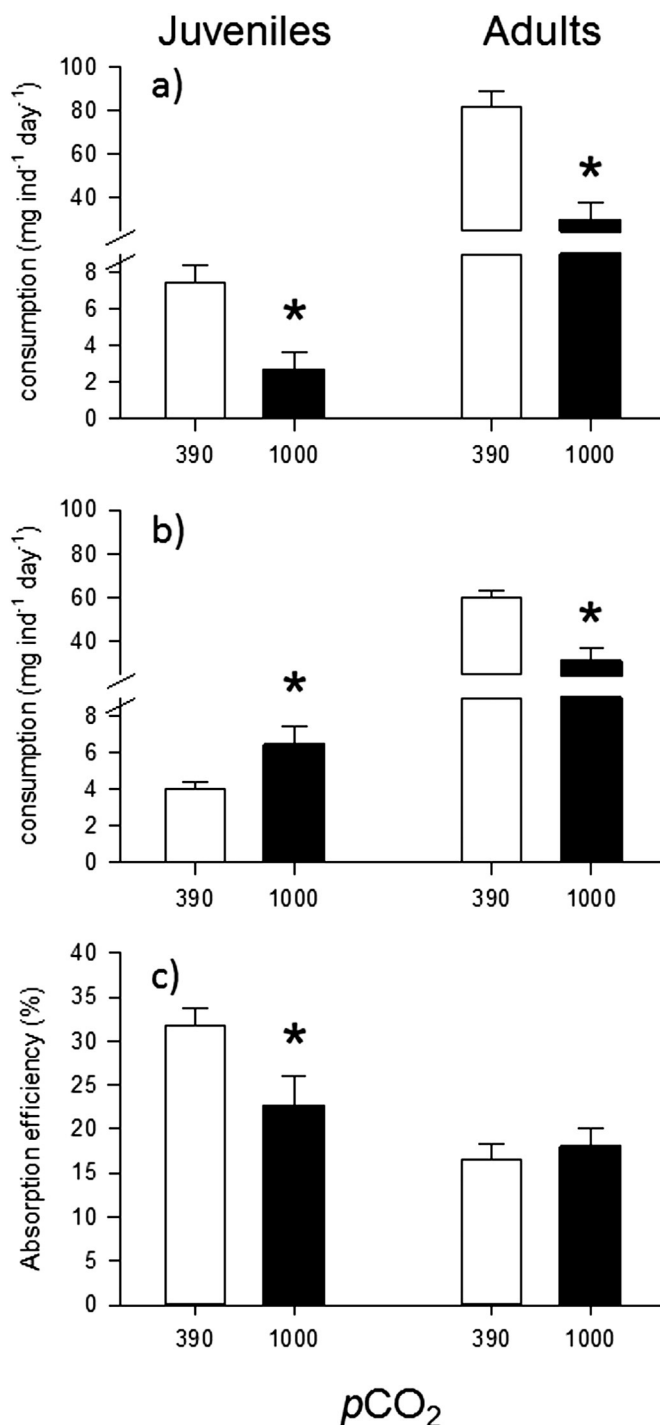 Juveniles Adults
a)
consumption (mg ind⁻¹ day⁻¹)
100
80
60
40
8
6
4
2
0
* *
390 1000 390 1000
b)
consumption (mg ind⁻¹ day⁻¹)
100
80
60
40
8
6
4
2
0
* *
390 1000 390 1000
c)
Absorption efficiency (%)
40
35
30
25
20
15
10
5
0
*
390 1000 390 1000
pCO₂